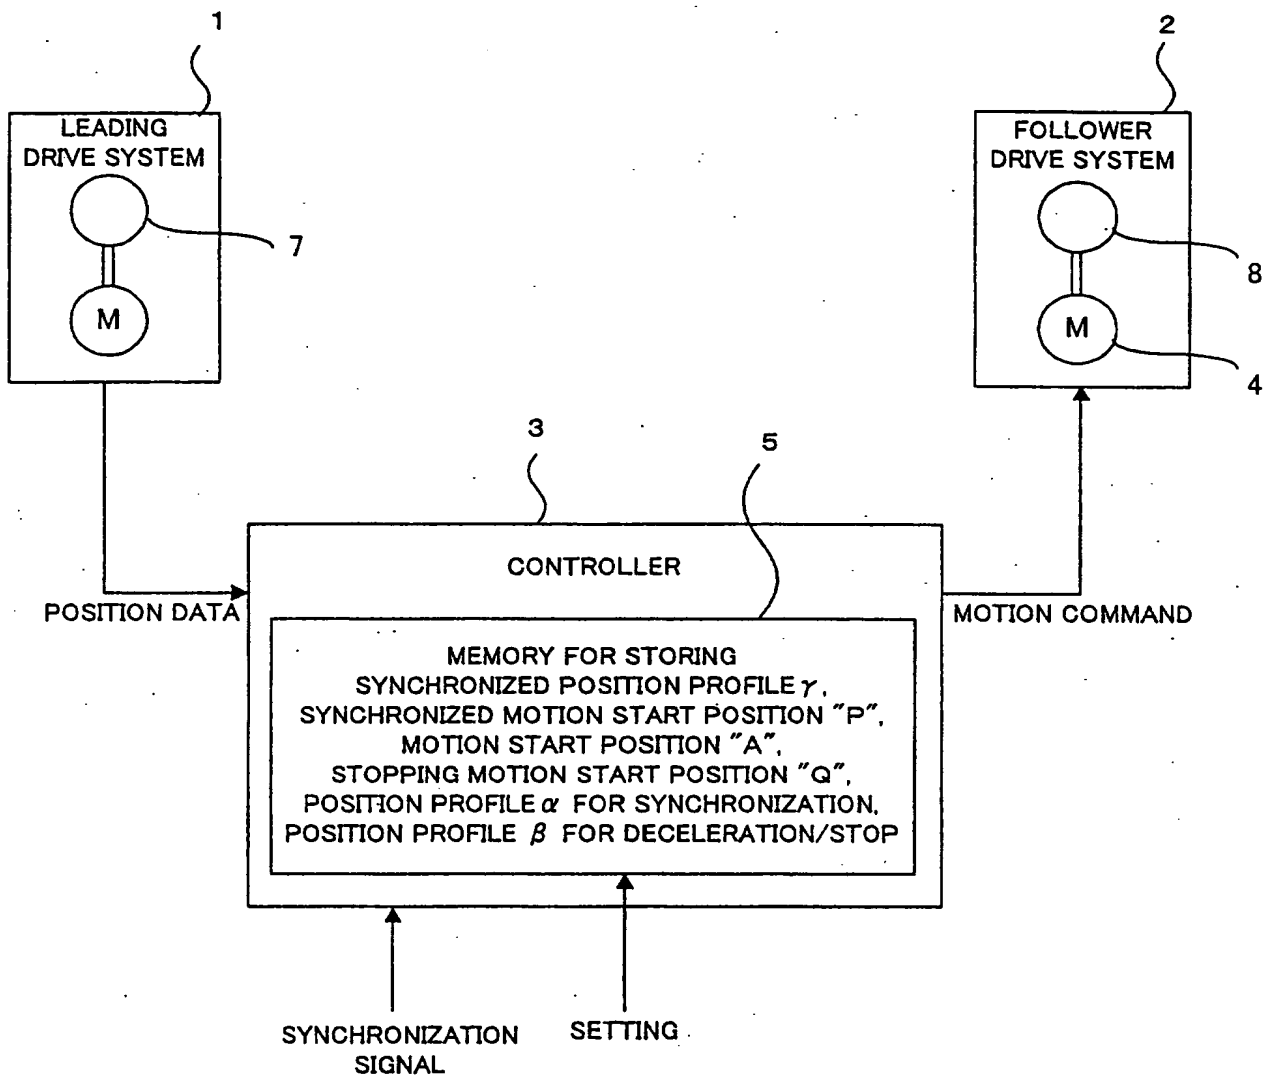 1
2
LEADING
DRIVE SYSTEM
7
M
FOLLOWER
DRIVE SYSTEM
8
M
4
3
5
CONTROLLER
POSITION DATA
MOTION COMMAND
MEMORY FOR STORING
SYNCHRONIZED POSITION PROFILE γ,
SYNCHRONIZED MOTION START POSITION "P",
MOTION START POSITION "A",
STOPPING MOTION START POSITION "Q",
POSITION PROFILE α FOR SYNCHRONIZATION,
POSITION PROFILE β FOR DECELERATION/STOP
SYNCHRONIZATION
SIGNAL
SETTING